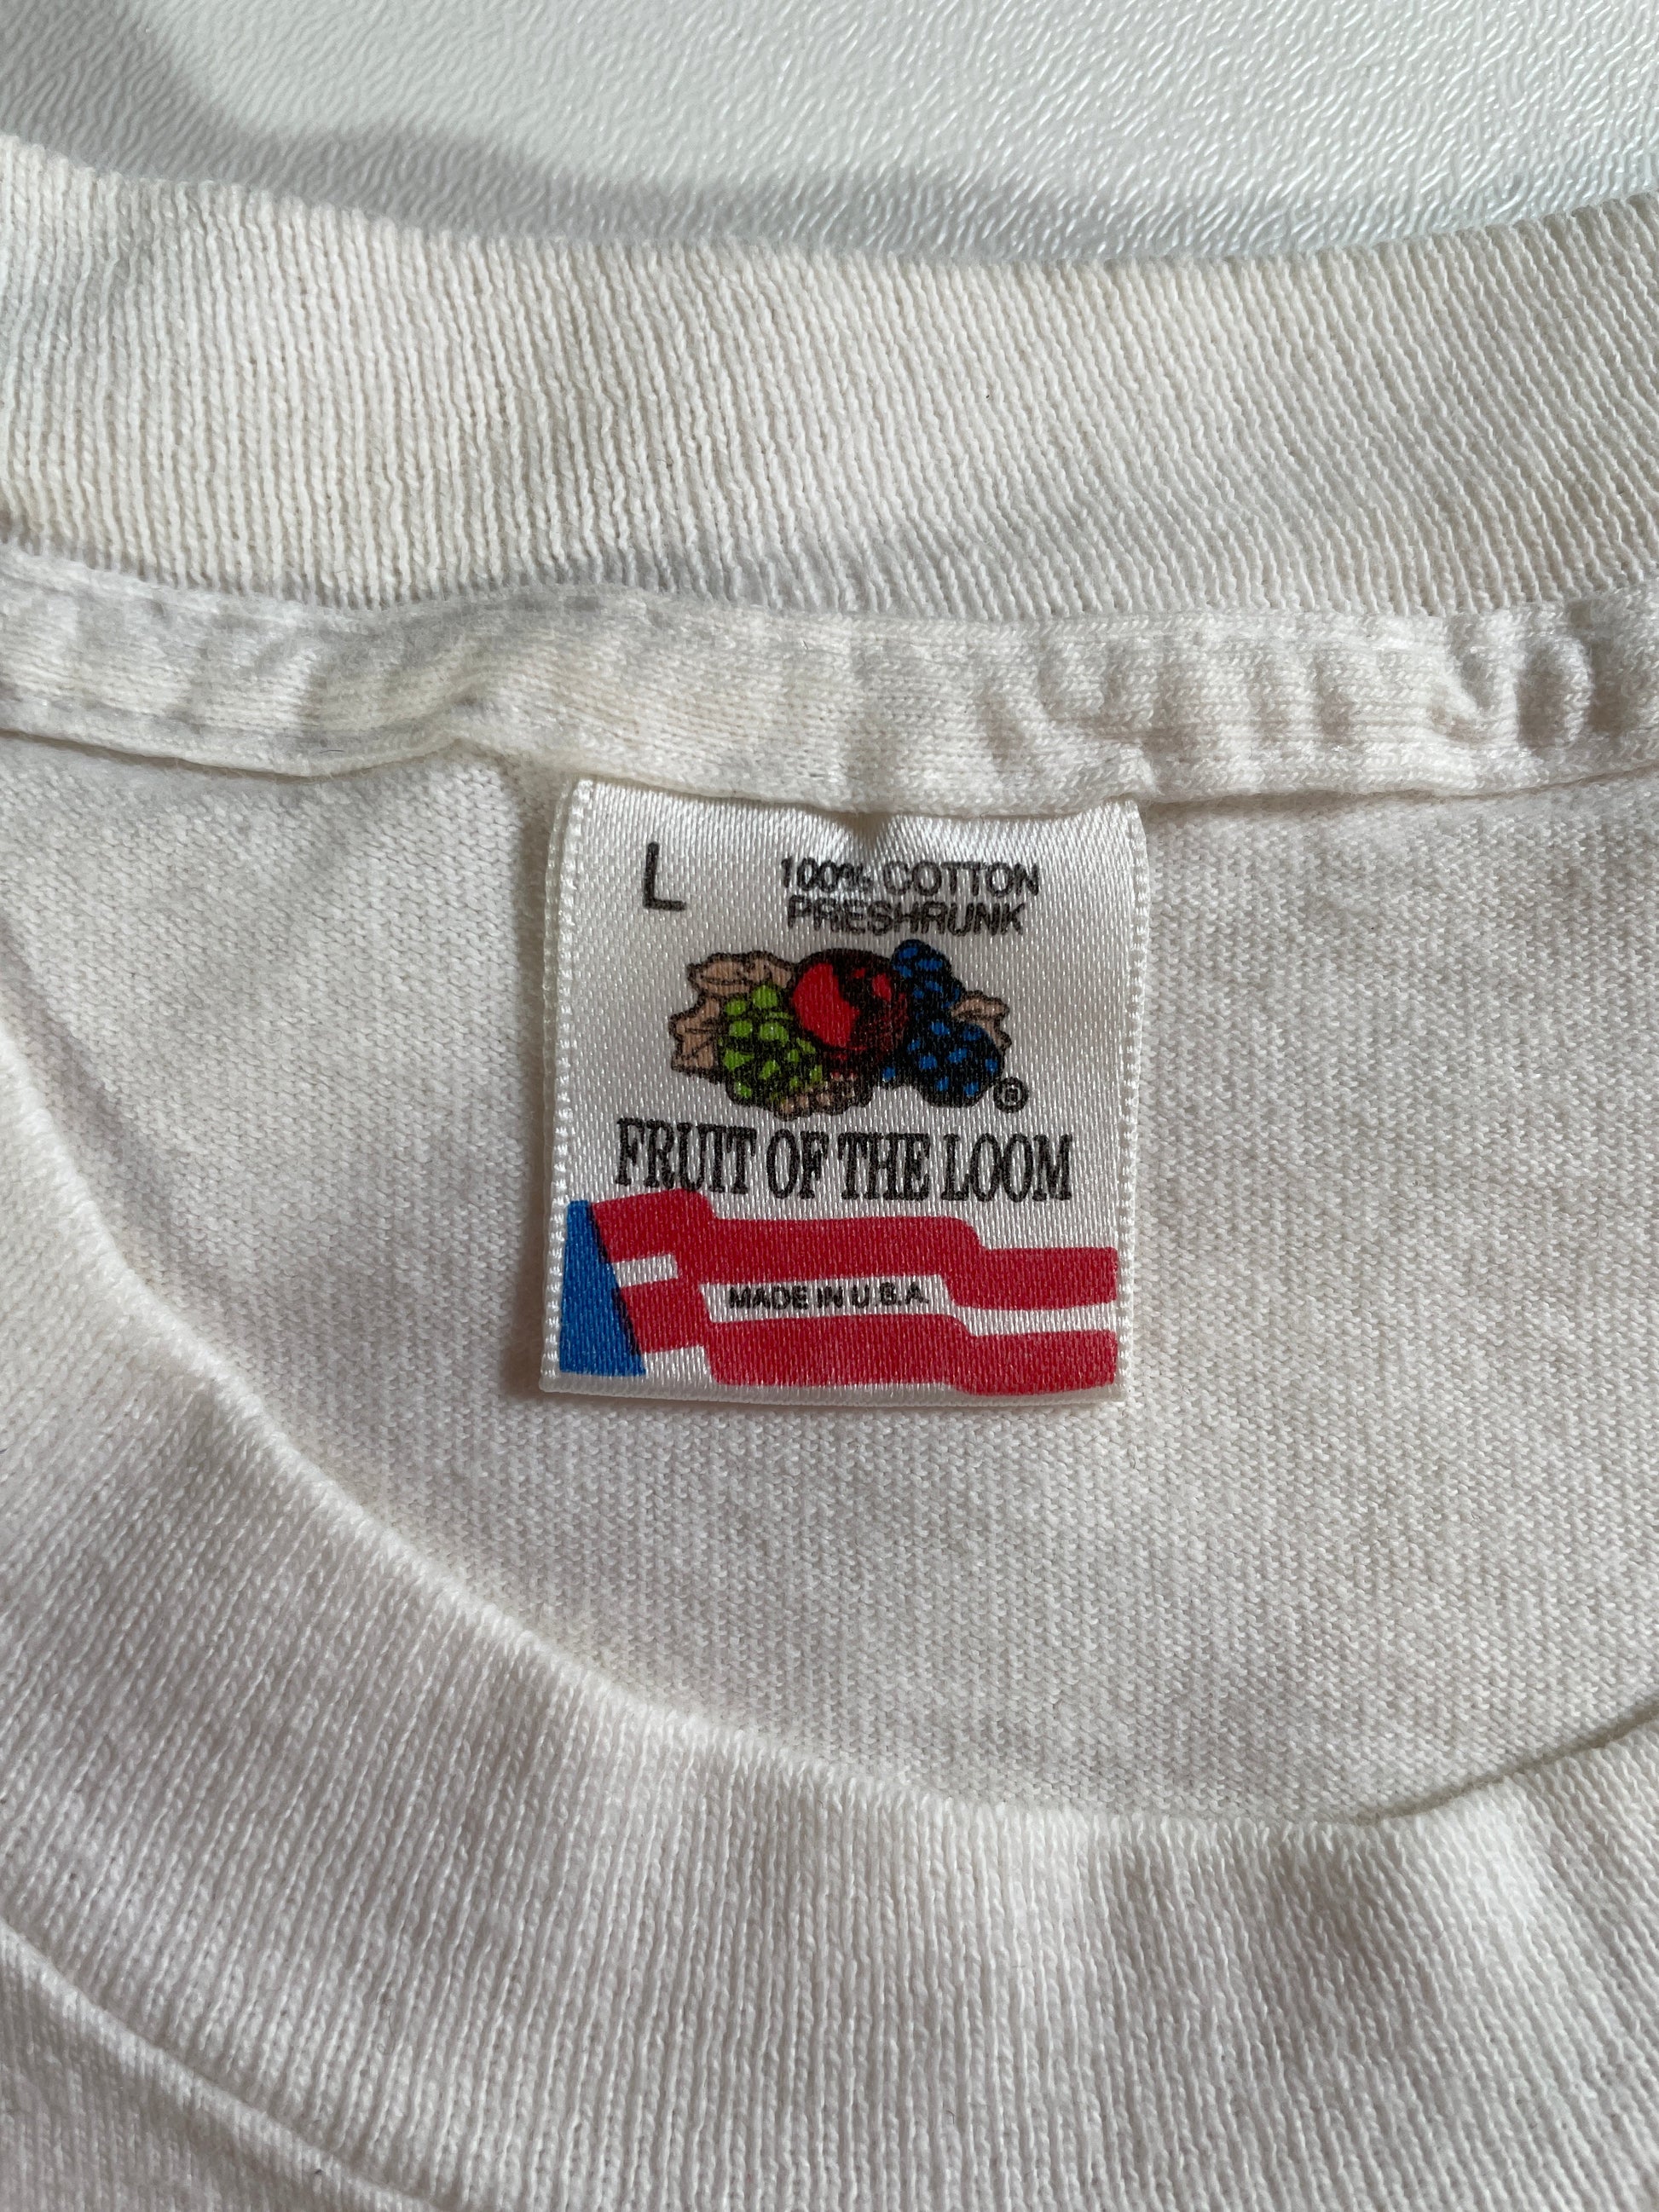 L
100% COTTON
PRESHRUNK
®
FRUIT OF THE LOOM
MADE IN U.S.A.